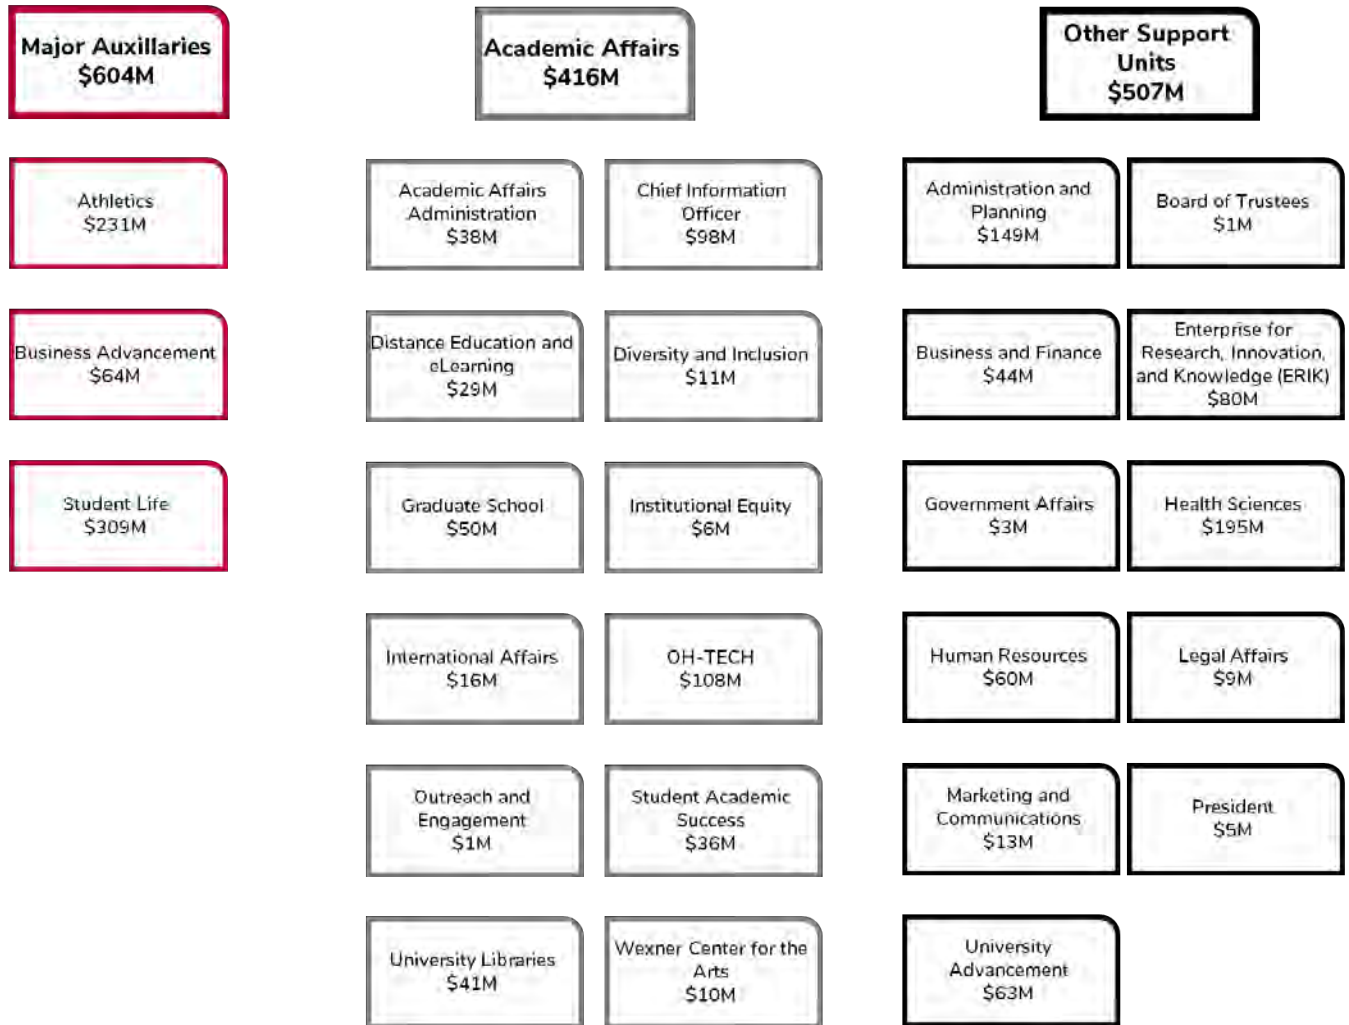 Major Auxillaries
$604M
Academic Affairs
$416M
Other Support
Units
$507M
Athletics
$231M
Academic Affairs
Administration
$38M
Chief Information
Officer
$98M
Administration and
Planning
$149M
Board of Trustees
$1M
Business Advancement
$64M
Distance Education and
eLearning
$29M
Diversity and Inclusion
$11M
Business and Finance
$44M
Enterprise for
Research, Innovation,
and Knowledge (ERIK)
$80M
Student Life
$309M
Graduate School
$50M
Institutional Equity
$6M
Government Affairs
$3M
Health Sciences
$195M
International Affairs
$16M
OH-TECH
$108M
Human Resources
$60M
Legal Affairs
$9M
Outreach and
Engagement
$1M
Student Academic
Success
$36M
Marketing and
Communications
$13M
President
$5M
University Libraries
$41M
Wexner Center for the
Arts
$10M
University
Advancement
$63M